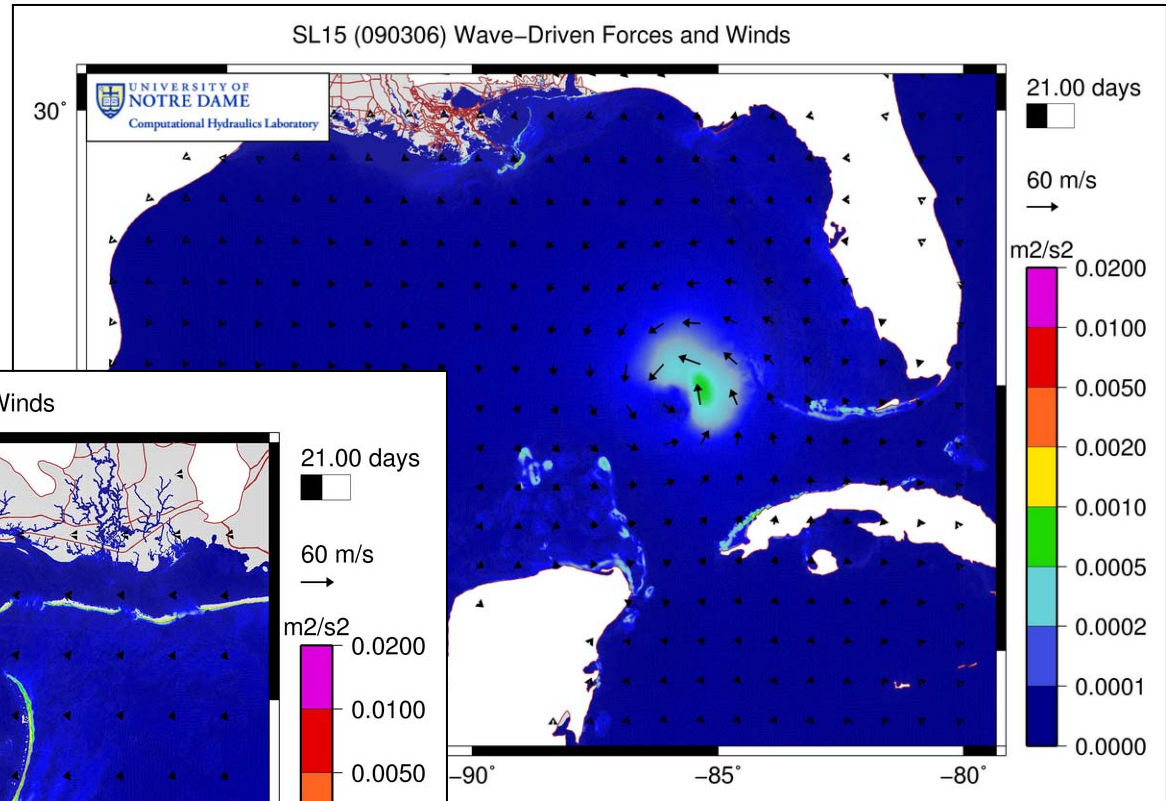 SL15 (090306) Wave−Driven Forces and Winds
UNIVERSITY OF
NOTRE DAME
Computational Hydraulics Laboratory
30˚
21.00 days
60 m/s
m2/s2
0.0200
0.0100
0.0050
0.0020
0.0010
0.0005
0.0002
0.0001
0.0000
−90˚
−85˚
−80˚
Winds
21.00 days
60 m/s
m2/s2
0.0200
0.0100
0.0050